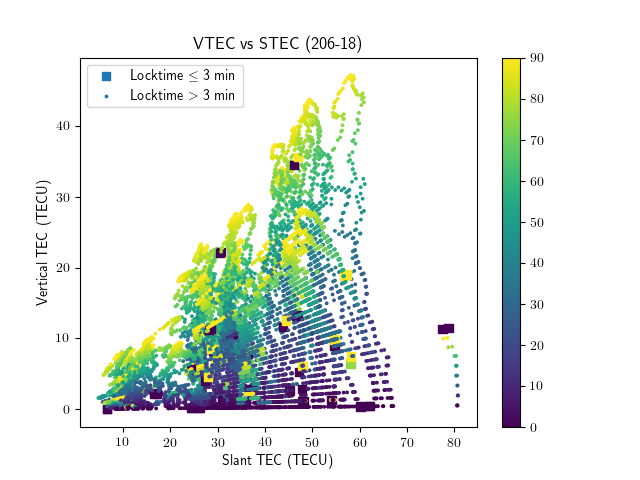 VTEC vs STEC (206-18)
Locktime ≤ 3 min
Locktime > 3 min
Vertical TEC (TECU)
40
30
20
10
0
10 20 30 40 50 60 70 80
Slant TEC (TECU)
90
80
70
60
50
40
30
20
10
0